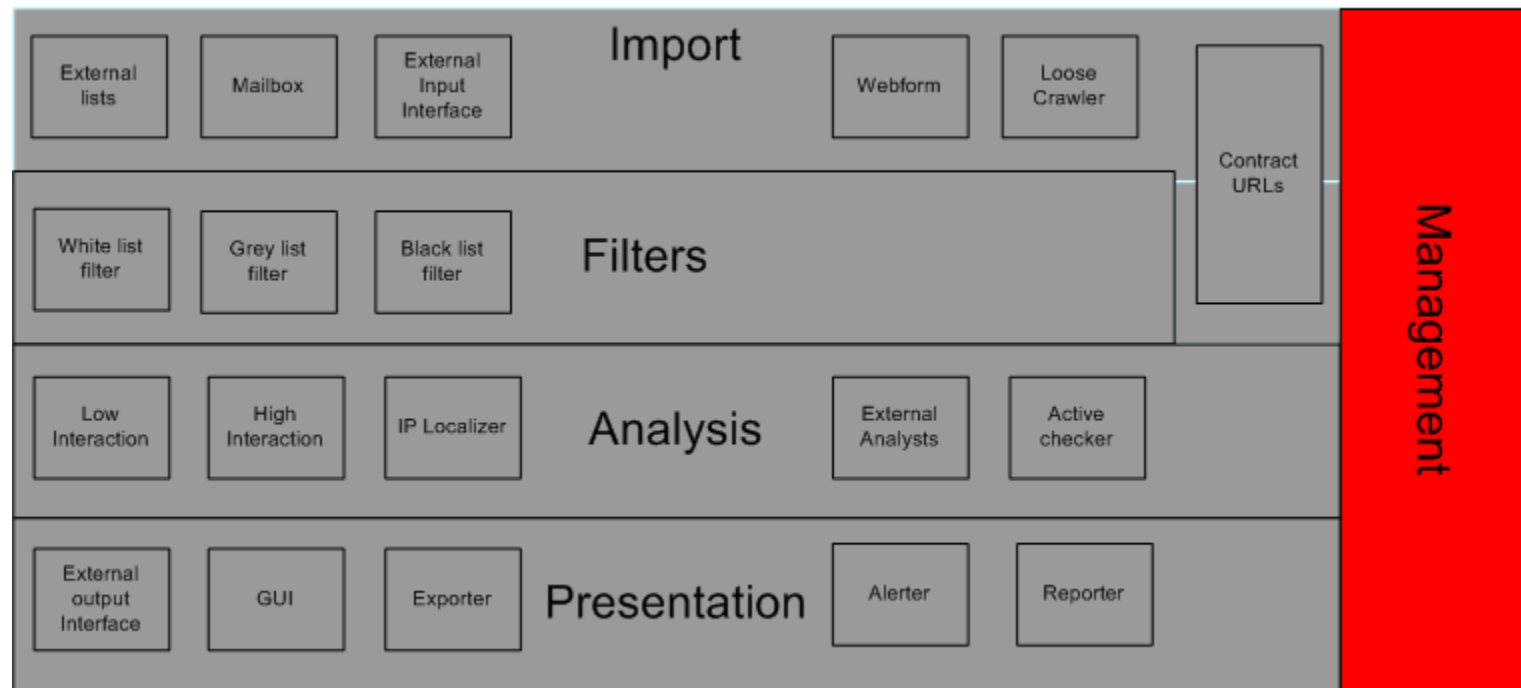 Import
External
lists
Mailbox
External
Input
Interface
Webform
Loose
Crawler
Contract
URLs
Filters
White list
filter
Grey list
filter
Black list
filter
Analysis
Low
Interaction
High
Interaction
IP Localizer
External
Analysts
Active
checker
Presentation
External
output
Interface
GUI
Exporter
Alerter
Reporter
Management